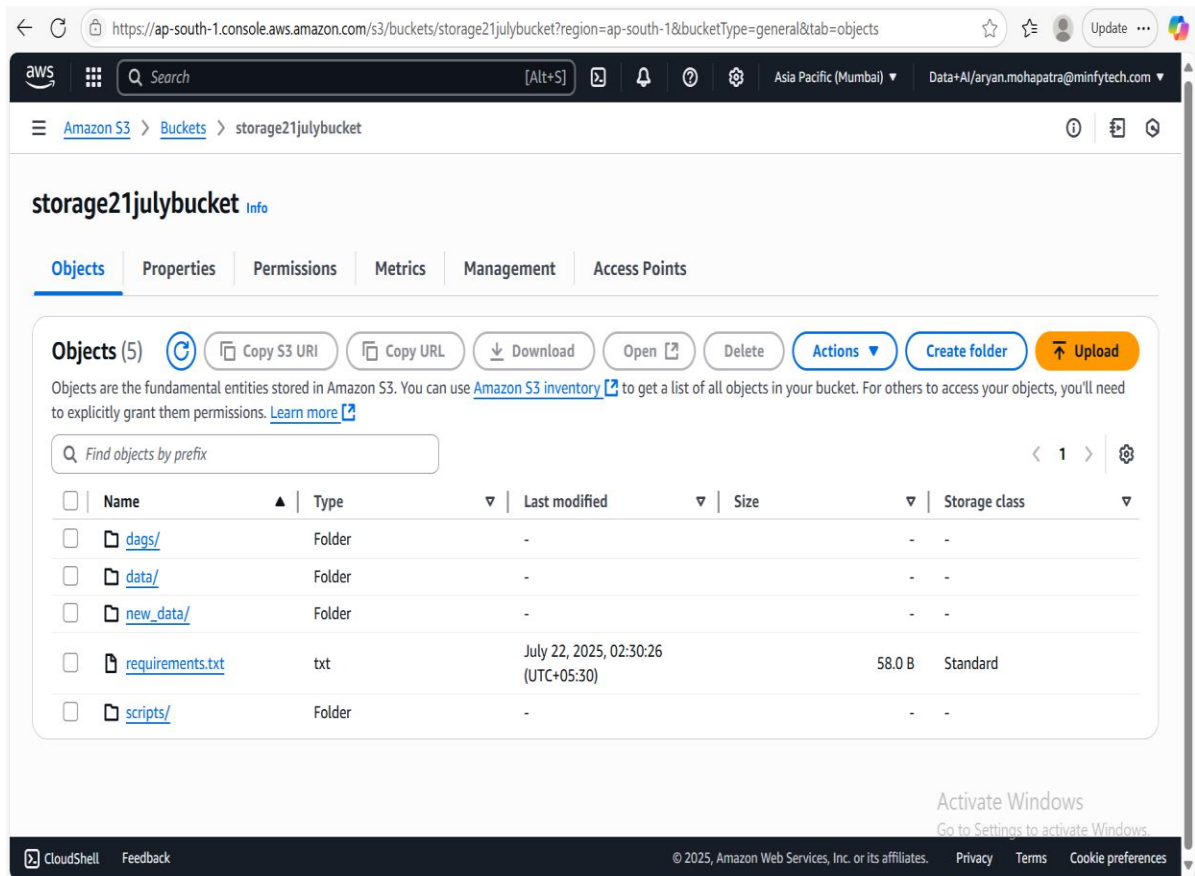 https://ap-south-1.console.aws.amazon.com/s3/buckets/storage21julybucket?region=ap-south-1&bucketType=general&tab=objects
Update
aws
Search
[Alt+S]
Asia Pacific (Mumbai)
Data+AI/aryan.mohapatra@minfytech.com
Amazon S3 > Buckets > storage21julybucket
storage21julybucket Info
Objects Properties Permissions Metrics Management Access Points
Objects (5) Copy S3 URI Copy URL Download Open Delete Actions Create folder Upload
Objects are the fundamental entities stored in Amazon S3. You can use Amazon S3 inventory to get a list of all objects in your bucket. For others to access your objects, you'll need
to explicitly grant them permissions. Learn more
Find objects by prefix
1
Name Type Last modified Size Storage class
dags/ Folder - - -
data/ Folder - - -
new_data/ Folder - - -
requirements.txt txt July 22, 2025, 02:30:26 58.0 B Standard
(UTC+05:30)
scripts/ Folder - - -
Activate Windows
Go to Settings to activate Windows.
CloudShell Feedback © 2025, Amazon Web Services, Inc. or its affiliates. Privacy Terms Cookie preferences